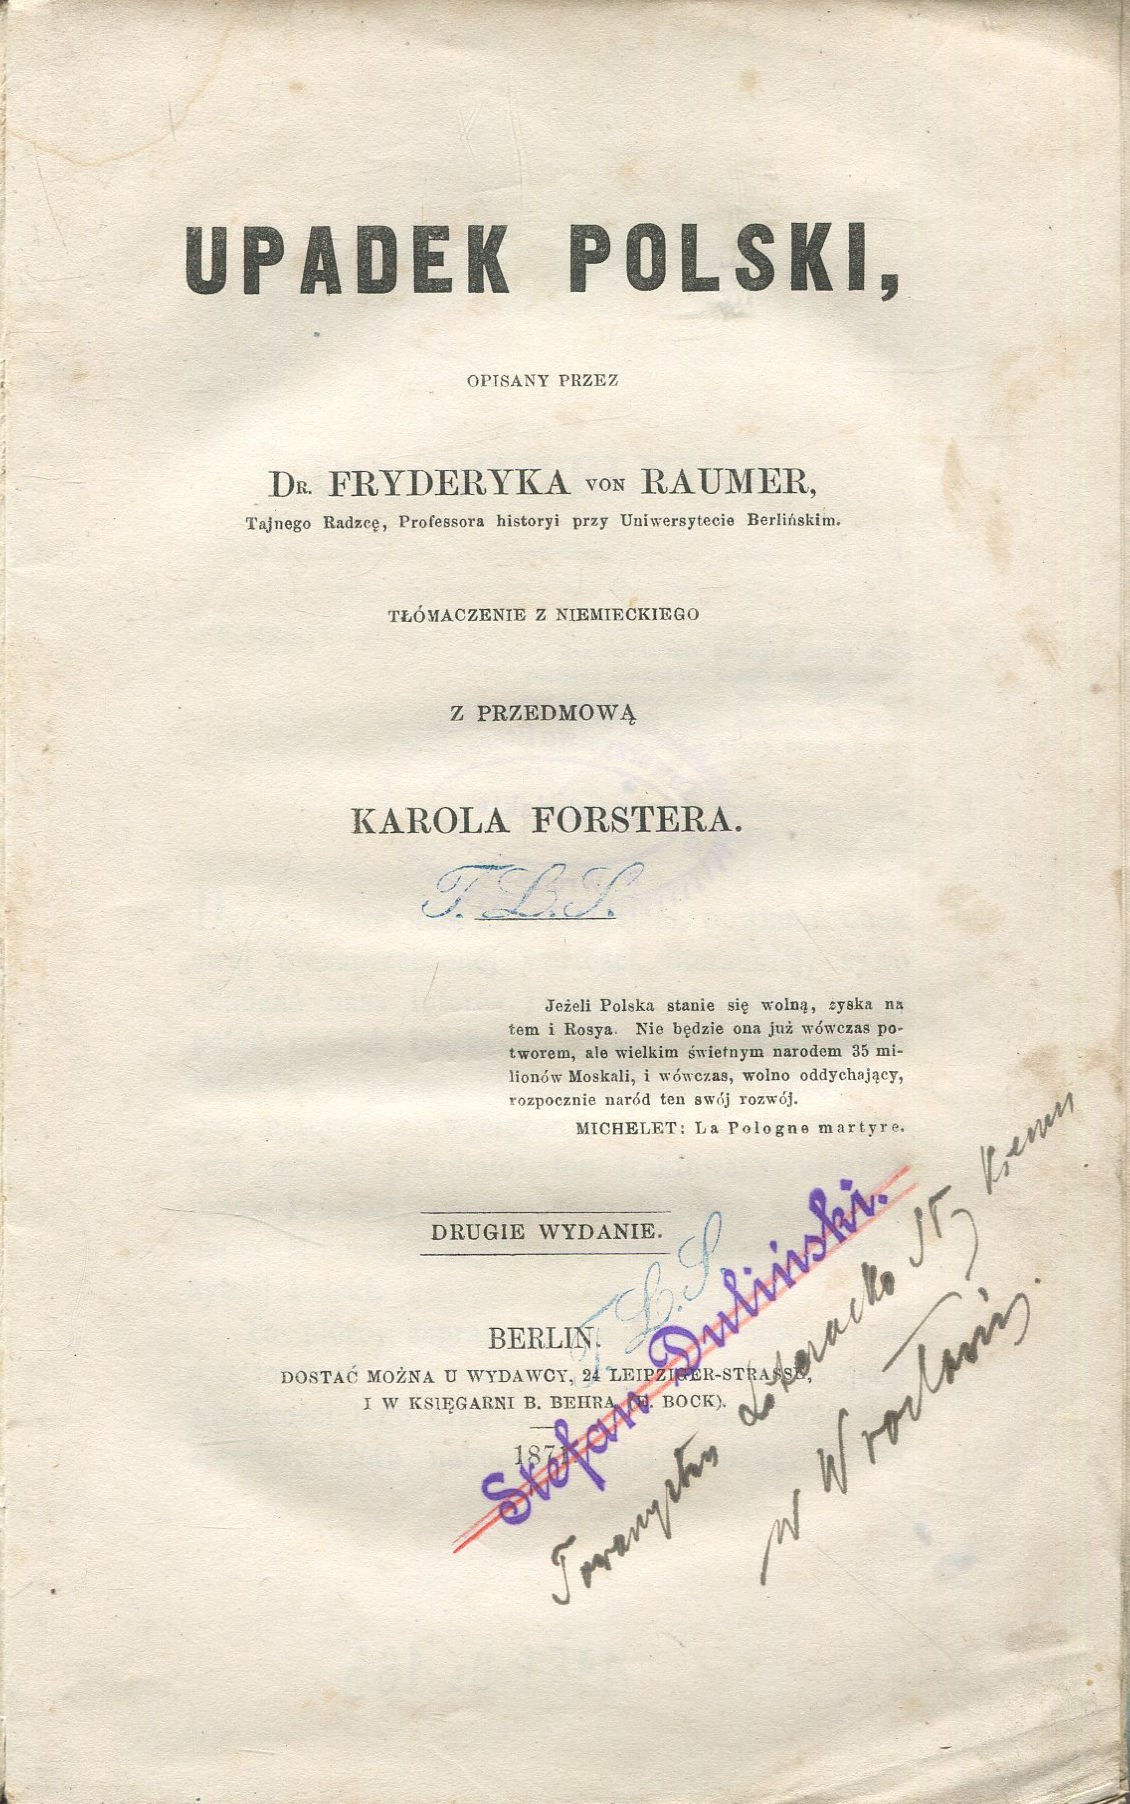 UPADEK POLSKI,
OPISANY PRZEZ
DR. FRYDERYKA VON RAUMER,
Tajnego Radzcę, Professora historyi przy Uniwersytecie Berlińskim.
TŁÓMACZENIE Z NIEMIECKIEGO
Z PRZEDMOWĄ
KAROLA FORSTERA.
T. L. S.
Jeżeli Polska stanie się wolną, zyska na
tem i Rosya. Nie będzie ona już wówczas po-
tworem, ale wielkim świetnym narodem 35 mi-
lionów Moskali, i wówczas, wolno oddychający,
rozpocznie naród ten swój rozwój.
MICHELET: La Pologne martyre.
DRUGIE WYDANIE.
T. L. S.
BERLIN.
DOSTAĆ MOŻNA U WYDAWCY, 24 LEIPZIGER-STRASSE,
I W KSIĘGARNI B. BEHRA (E. BOCK).
1871
Stefan Duliński.
w Wrocławiu.